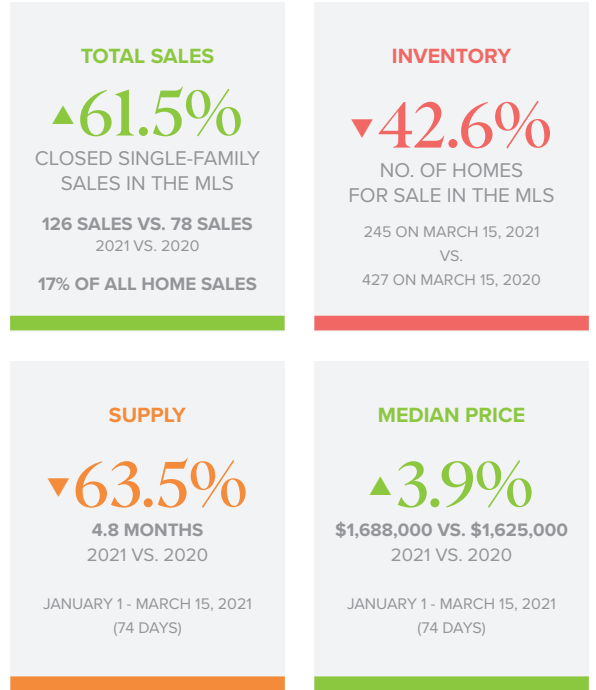 TOTAL SALES
▲61.5%
CLOSED SINGLE-FAMILY
SALES IN THE MLS
126 SALES VS. 78 SALES
2021 VS. 2020
17% OF ALL HOME SALES
INVENTORY
▼42.6%
NO. OF HOMES
FOR SALE IN THE MLS
245 ON MARCH 15, 2021
VS.
427 ON MARCH 15, 2020
SUPPLY
▼63.5%
4.8 MONTHS
2021 VS. 2020
JANUARY 1 - MARCH 15, 2021
(74 DAYS)
MEDIAN PRICE
▲3.9%
$1,688,000 VS. $1,625,000
2021 VS. 2020
JANUARY 1 - MARCH 15, 2021
(74 DAYS)